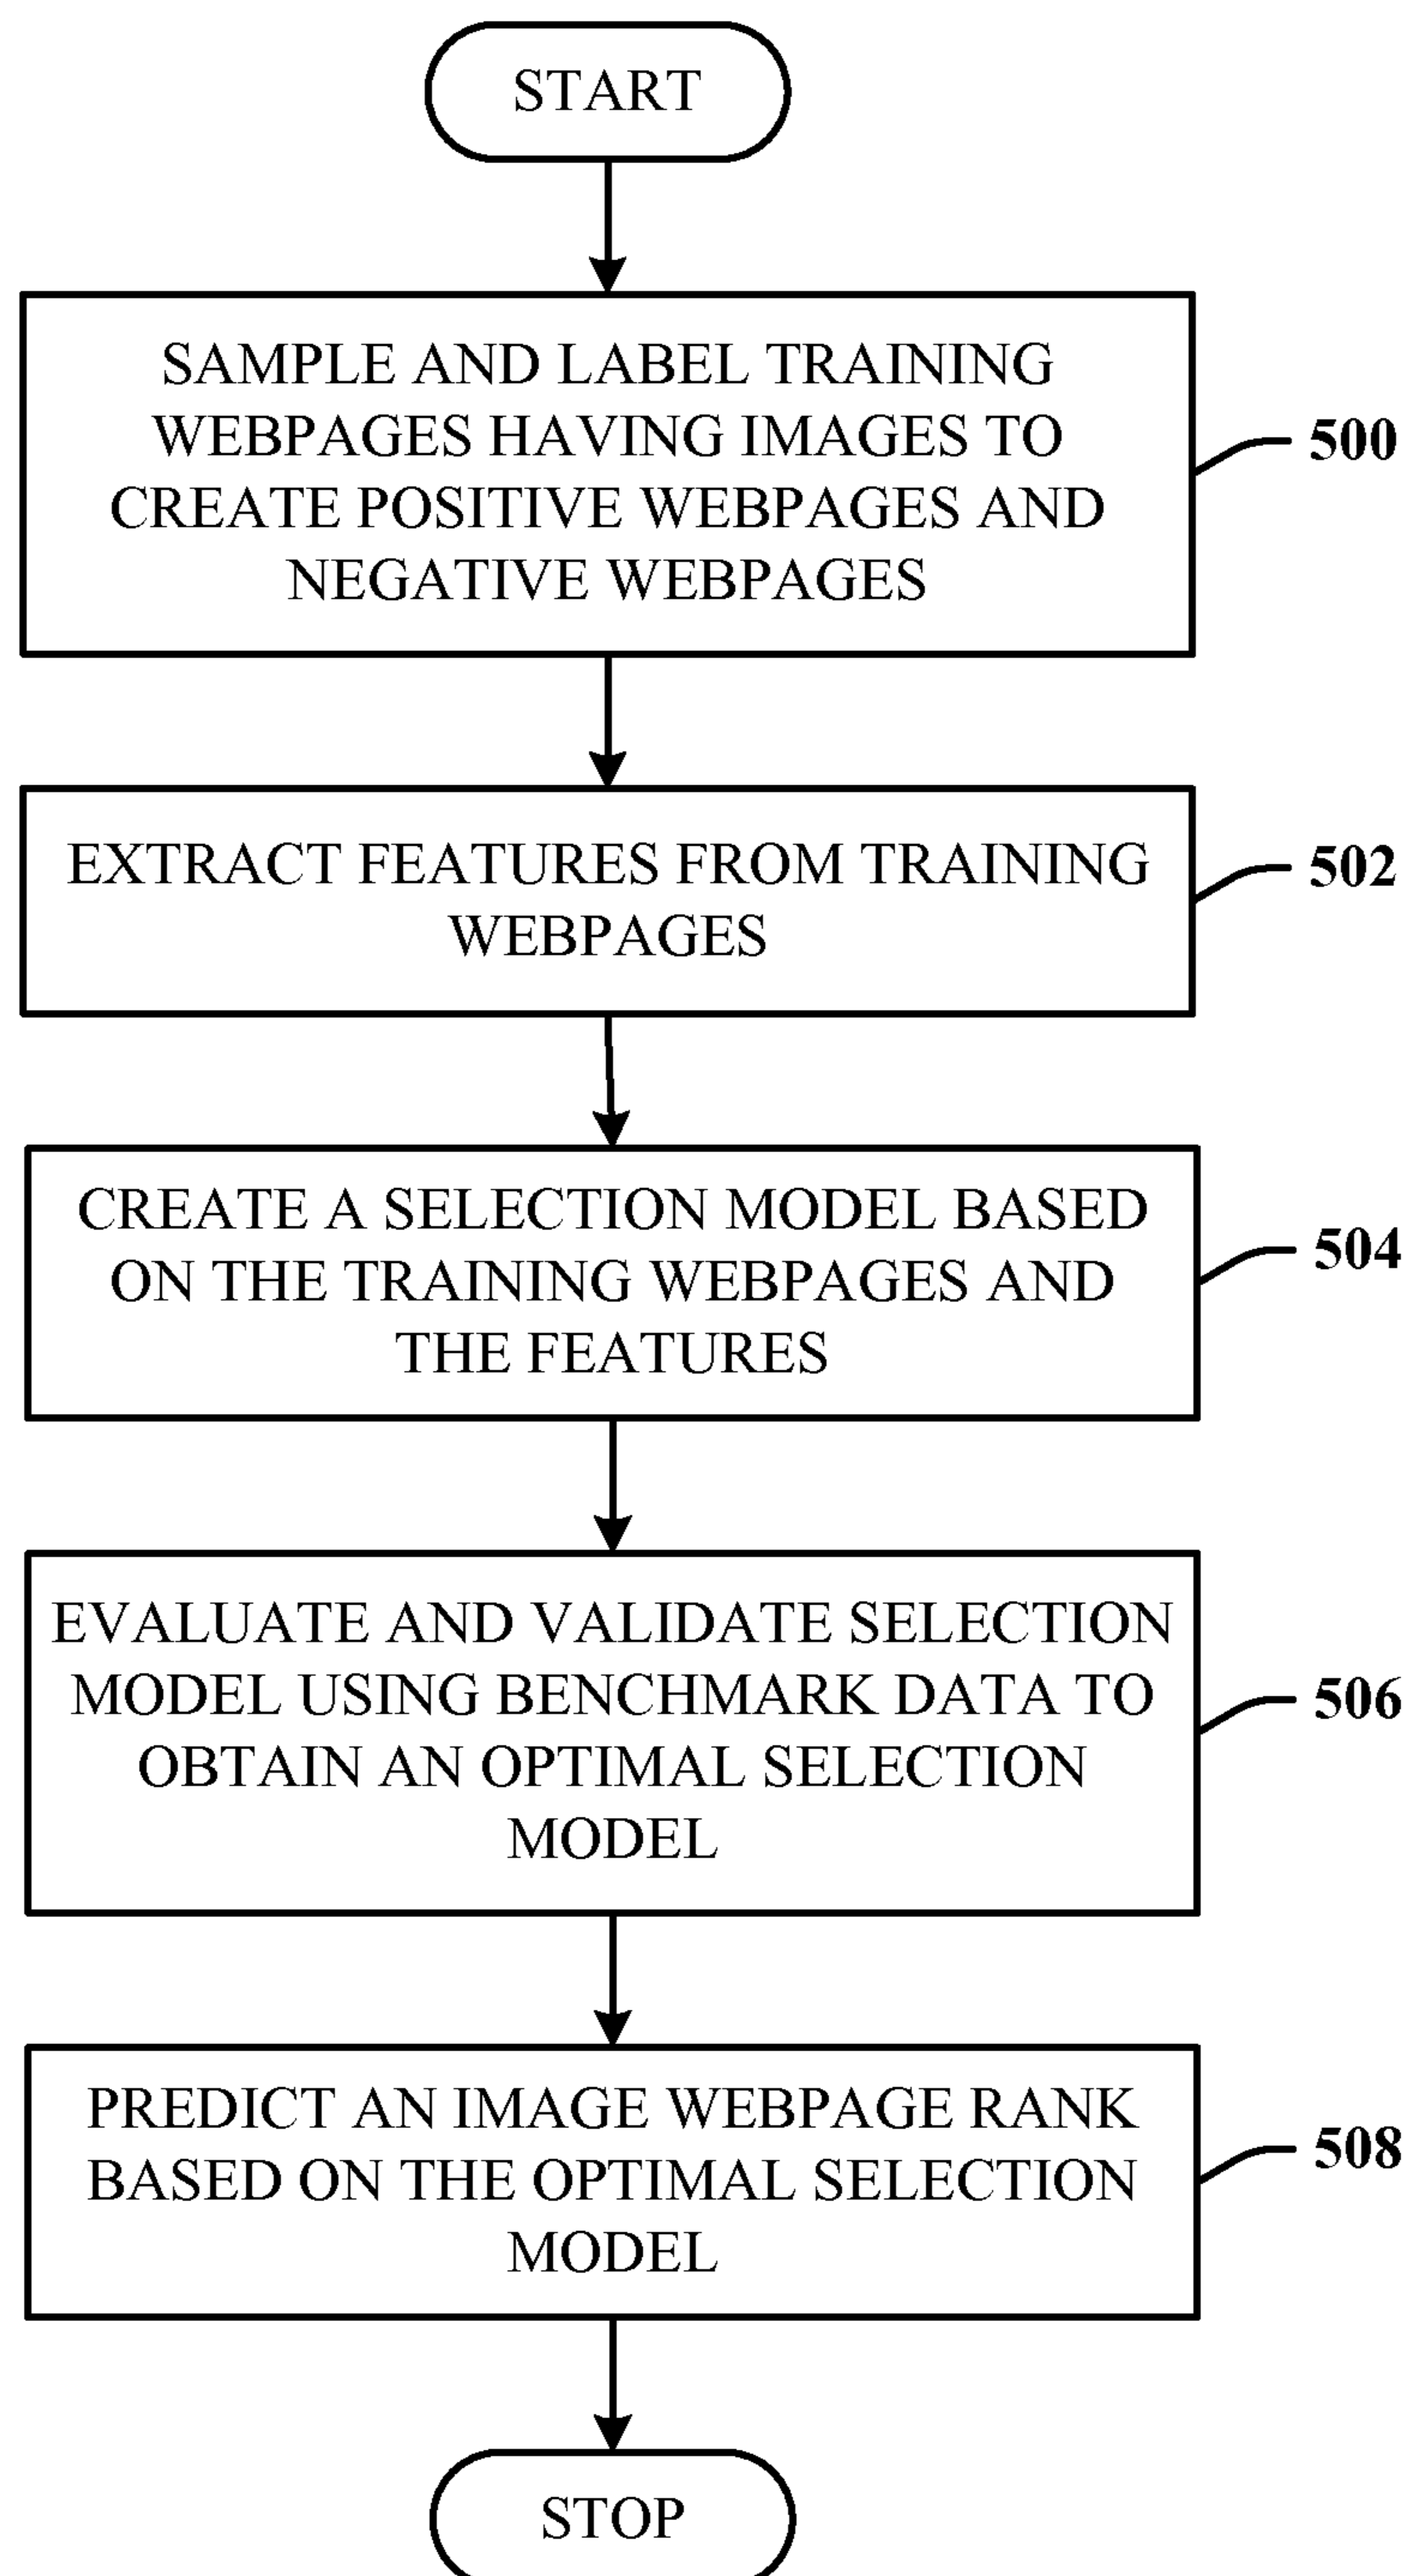 START
SAMPLE AND LABEL TRAINING
WEBPAGES HAVING IMAGES TO
CREATE POSITIVE WEBPAGES AND
NEGATIVE WEBPAGES
500
EXTRACT FEATURES FROM TRAINING
WEBPAGES
502
CREATE A SELECTION MODEL BASED
ON THE TRAINING WEBPAGES AND
THE FEATURES
504
EVALUATE AND VALIDATE SELECTION
MODEL USING BENCHMARK DATA TO
OBTAIN AN OPTIMAL SELECTION
MODEL
506
PREDICT AN IMAGE WEBPAGE RANK
BASED ON THE OPTIMAL SELECTION
MODEL
508
STOP